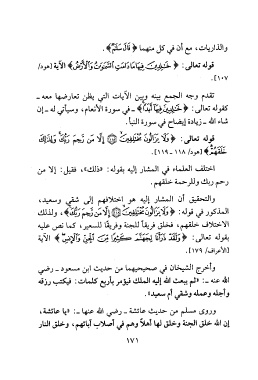 والذاريات، مع أن في كل منهما ﴿قَالَ سَلَٰمٌ﴾.
قوله تعالى: ﴿خَٰلِدِينَ فِيهَا مَا دَامَتِ ٱلسَّمَٰوَٰتُ وَٱلۡأَرۡضُ﴾ الآية [هود/
١٠٧].
تقدم وجه الجمع بينه وبين الآيات التي يظن تعارضها معه ـ
كقوله تعالى: ﴿خَٰلِدِينَ فِيهَآ أَبَدٗا﴾ ـ في سورة الأنعام، وسيأتي له ـ إن
شاء الله ـ زيادة إيضاح في سورة النبأ.
قوله تعالى: ﴿وَلَا يَزَالُونَ مُخۡتَلِفِينَ ۝ إِلَّا مَن رَّحِمَ رَبُّكَۚ وَلِذَٰلِكَ
خَلَقَهُمۡ﴾ [هود/ ١١٨ ـ ١١٩].
اختلف العلماء في المشار إليه بقوله: «ذلك»، فقيل: إلا من
رحم ربك وللرحمة خلقهم.
والتحقيق أن المشار إليه هو اختلافهم إلى شقي وسعيد،
المذكور في قوله: ﴿وَلَا يَزَالُونَ مُخۡتَلِفِينَ ۝ إِلَّا مَن رَّحِمَ رَبُّكَ﴾، ولذلك
الاختلاف خلقهم، فخلق فريقاً للجنة وفريقًا للسعير، كما نص عليه
بقوله تعالى: ﴿وَلَقَدۡ ذَرَأۡنَا لِجَهَنَّمَ كَثِيرٗا مِّنَ ٱلۡجِنِّ وَٱلۡإِنسِ﴾ الآية
[الأعراف/ ١٧٩].
وأخرج الشيخان في صحيحيهما من حديث ابن مسعود ـ رضي
الله عنه ـ: «ثم يبعث الله إليه الملك فيؤمر بأربع كلمات: فيكتب رزقه
وأجله وعمله وشقي أم سعيد».
وروى مسلم من حديث عائشة ـ رضي الله عنها ـ: «يا عائشة،
إن الله خلق الجنة وخلق لها أهلاً وهم في أصلاب آبائهم، وخلق النار
١٧١